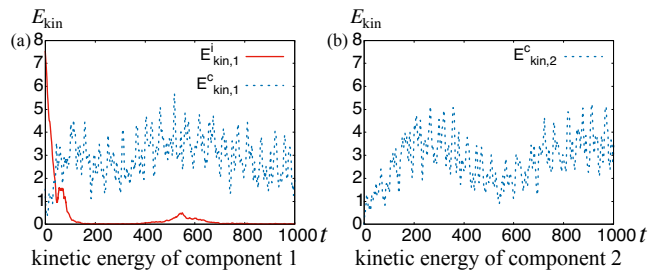 E_kin E_kin
(a) 8 (b) 8
7 E^i_kin,1 7 E^c_kin,2
6 E^c_kin,1 6
5 5
4 4
3 3
2 2
1 1
0 0
0 200 400 600 800 1000 t 0 200 400 600 800 1000 t
kinetic energy of component 1 kinetic energy of component 2